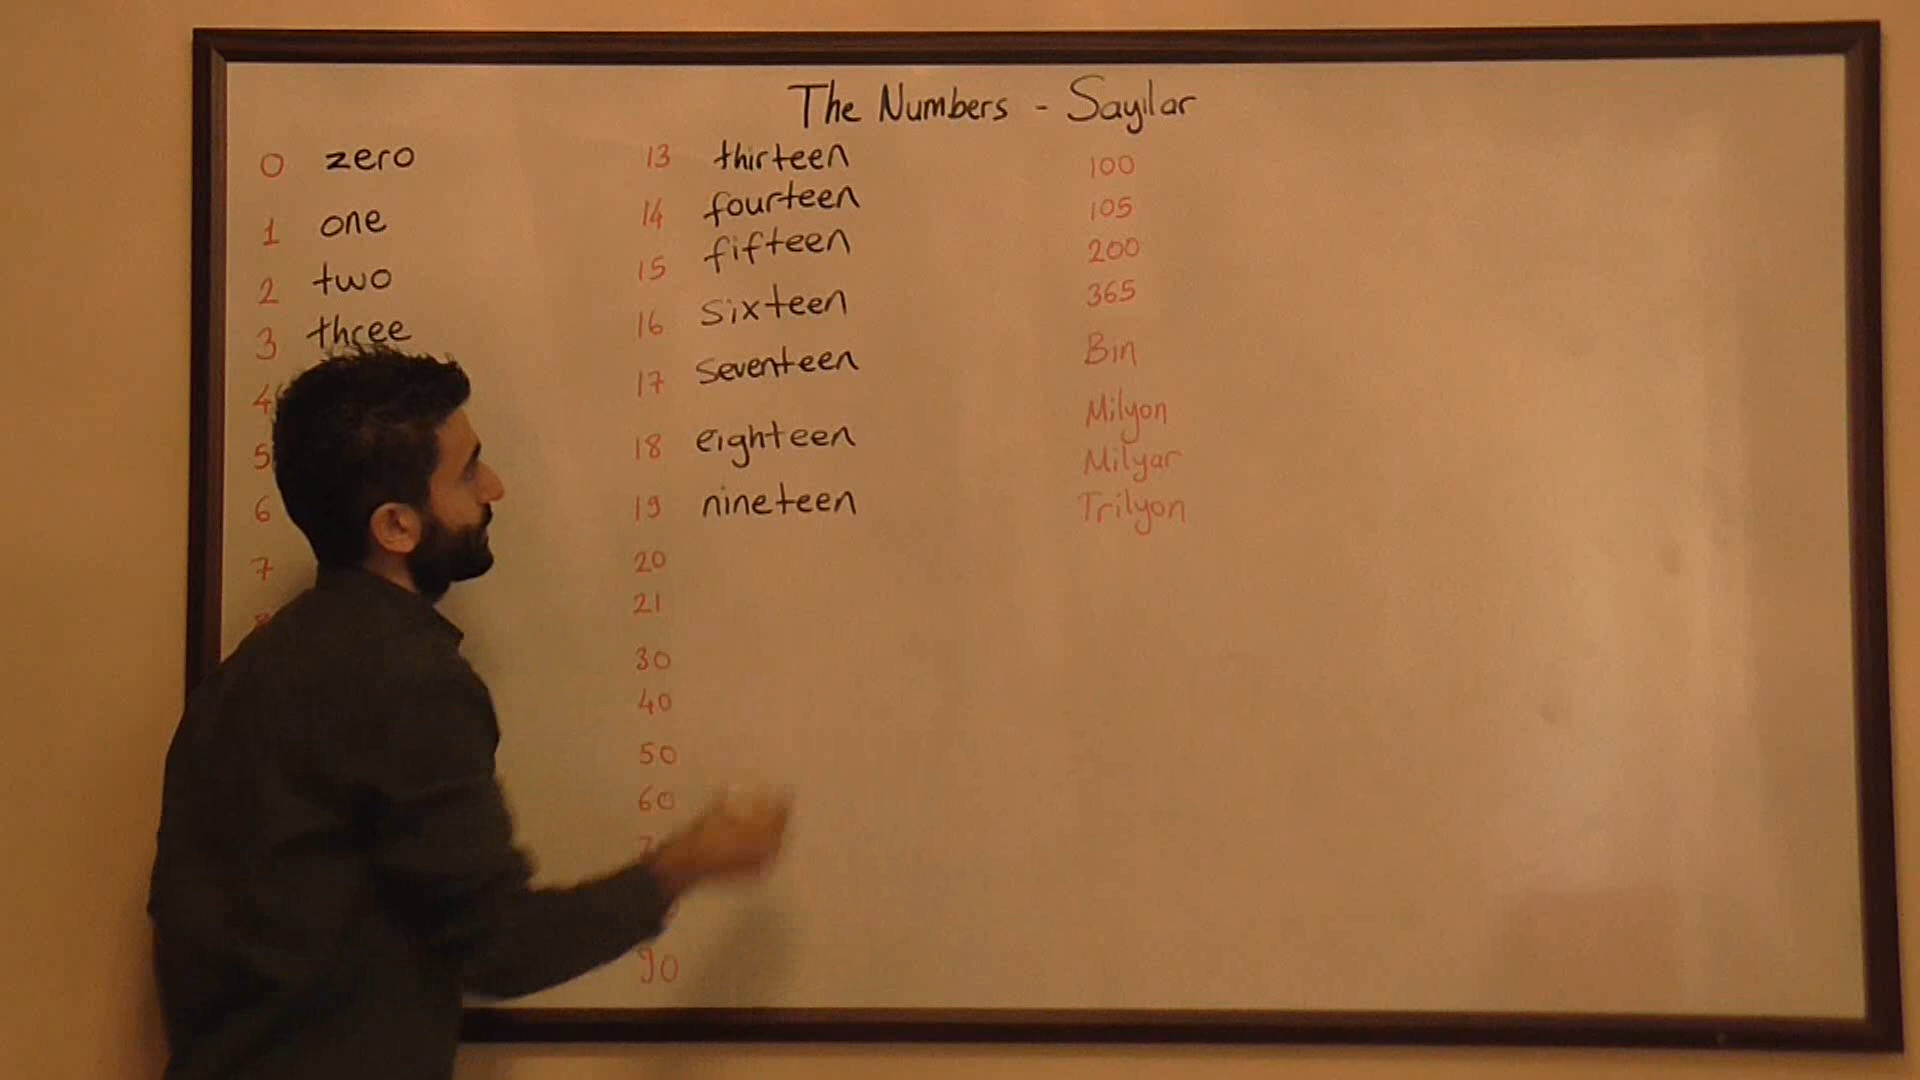 The Numbers - Sayılar
0 zero
1 one
2 two
3 three
4
5
6
7
13 thirteen
14 fourteen
15 fifteen
16 sixteen
17 seventeen
18 eighteen
19 nineteen
20
21
30
40
50
60
90
100
105
200
365
Bin
Milyon
Milyar
Trilyon